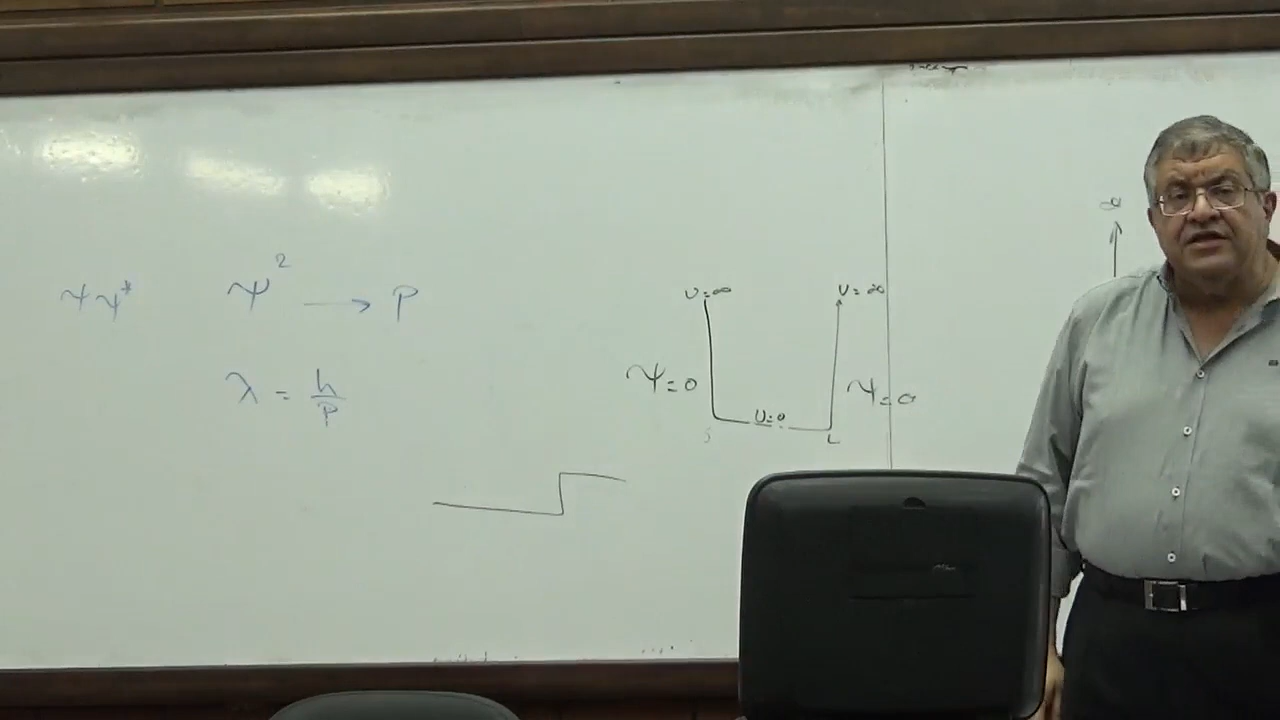 ψψ* ψ² → P
λ = h/P
U=∞ U=∞
ψ=0 ψ=0
U=0
L
∞